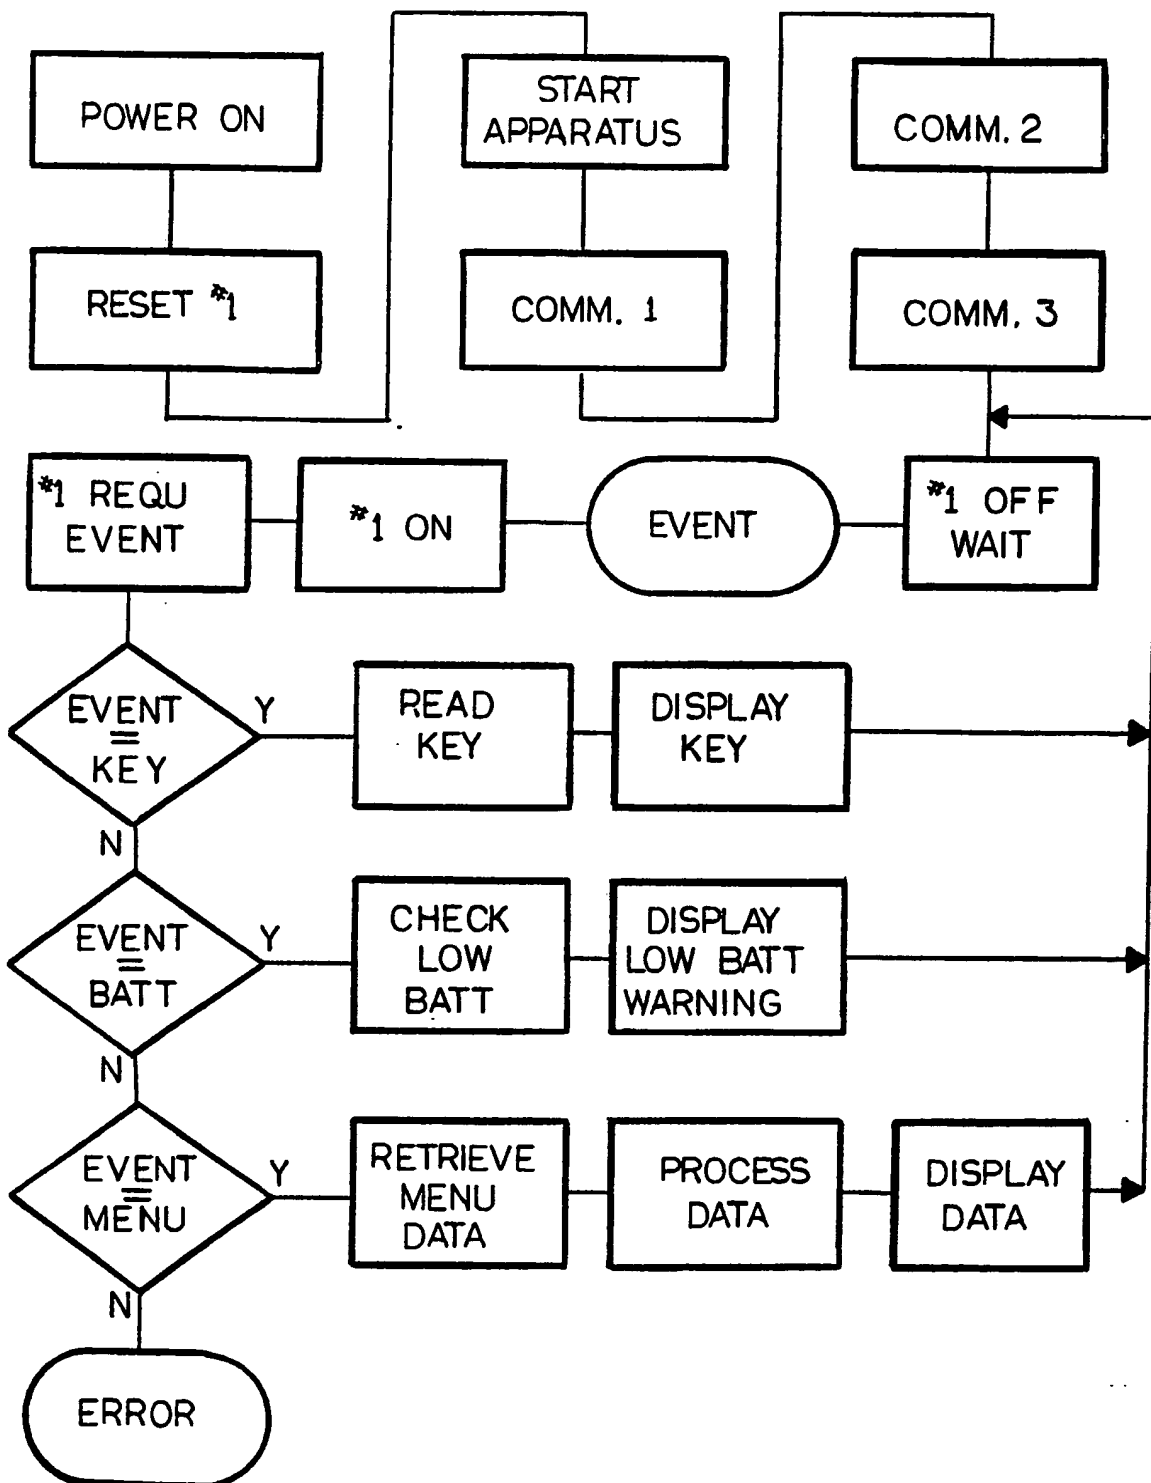 POWER ON
RESET #1
START
APPARATUS
COMM. 1
COMM. 2
COMM. 3
#1 OFF
WAIT
EVENT
#1 ON
#1 REQU
EVENT
EVENT
=
KEY
Y
READ
KEY
DISPLAY
KEY
N
EVENT
=
BATT
Y
CHECK
LOW
BATT
DISPLAY
LOW BATT
WARNING
N
EVENT
=
MENU
Y
RETRIEVE
MENU
DATA
PROCESS
DATA
DISPLAY
DATA
N
ERROR